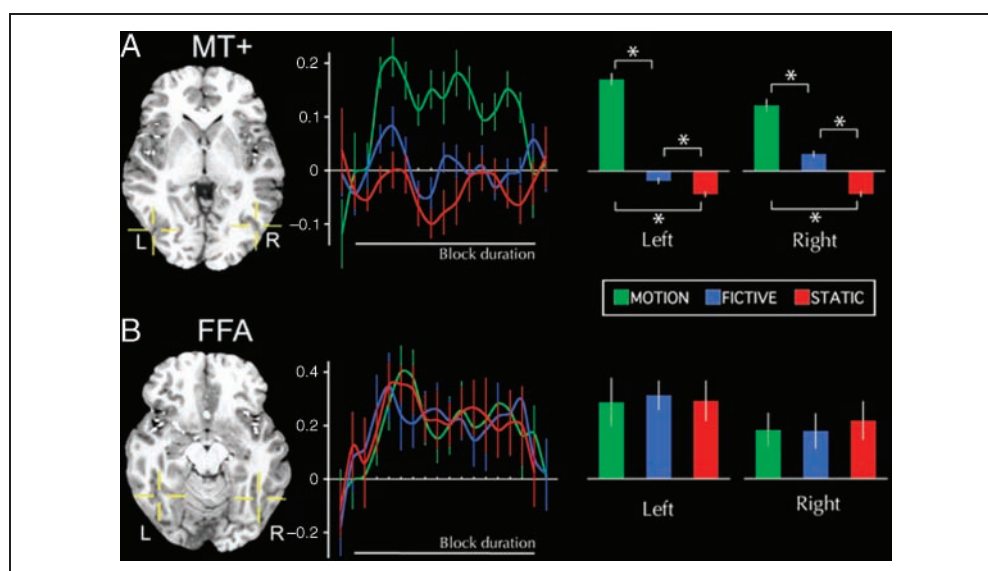 A MT+
0.2
0.1
0
−0.1
L R
Block duration
* * *
* * *
Left Right
MOTION FICTIVE STATIC
B FFA
0.4
0.2
0
−0.2
L R
Block duration
Left Right